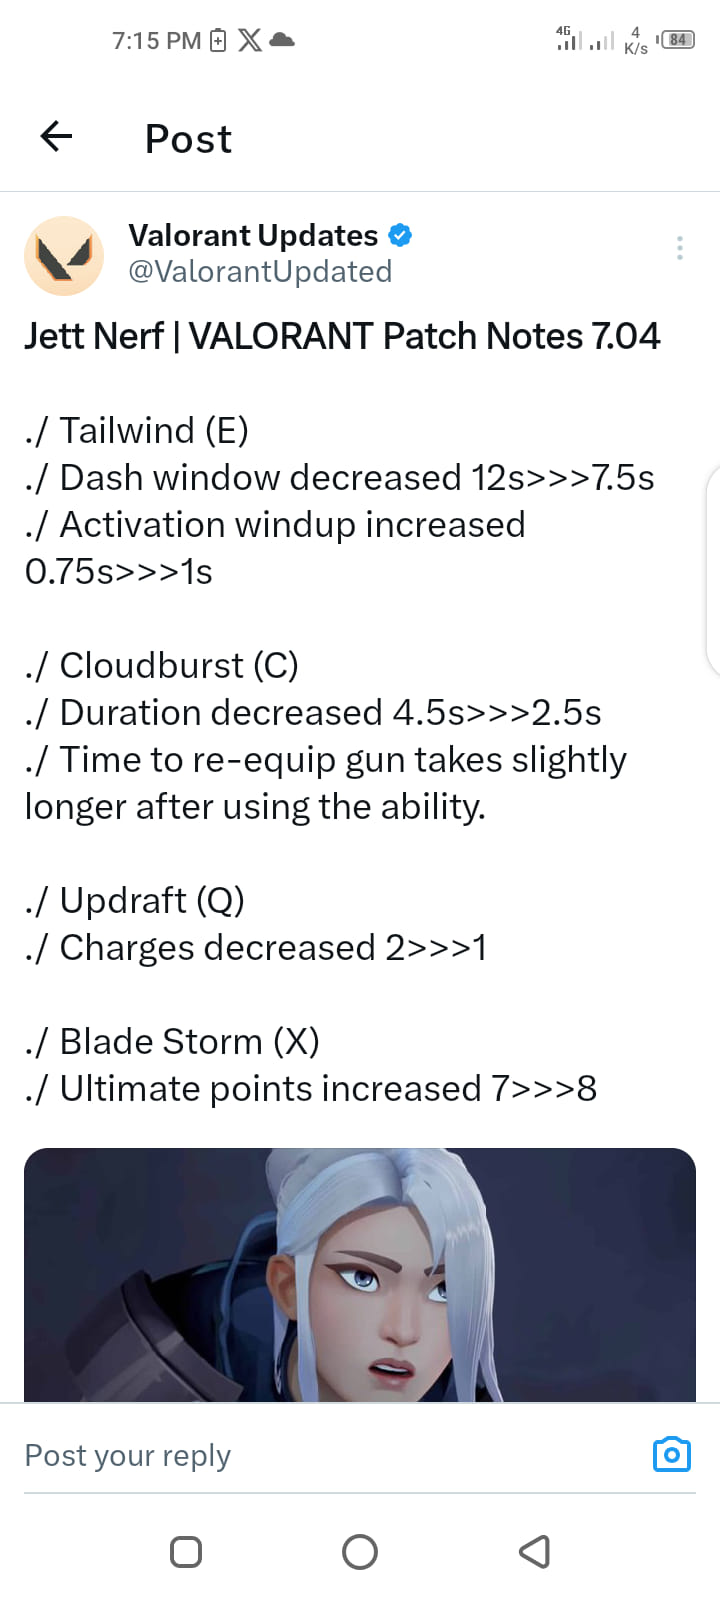 7:15 PM
4G
4
K/s
84
Post
Valorant Updates
@ValorantUpdated
Jett Nerf | VALORANT Patch Notes 7.04
./ Tailwind (E)
./ Dash window decreased 12s>>>7.5s
./ Activation windup increased
0.75s>>>1s
./ Cloudburst (C)
./ Duration decreased 4.5s>>>2.5s
./ Time to re-equip gun takes slightly
longer after using the ability.
./ Updraft (Q)
./ Charges decreased 2>>>1
./ Blade Storm (X)
./ Ultimate points increased 7>>>8
Post your reply